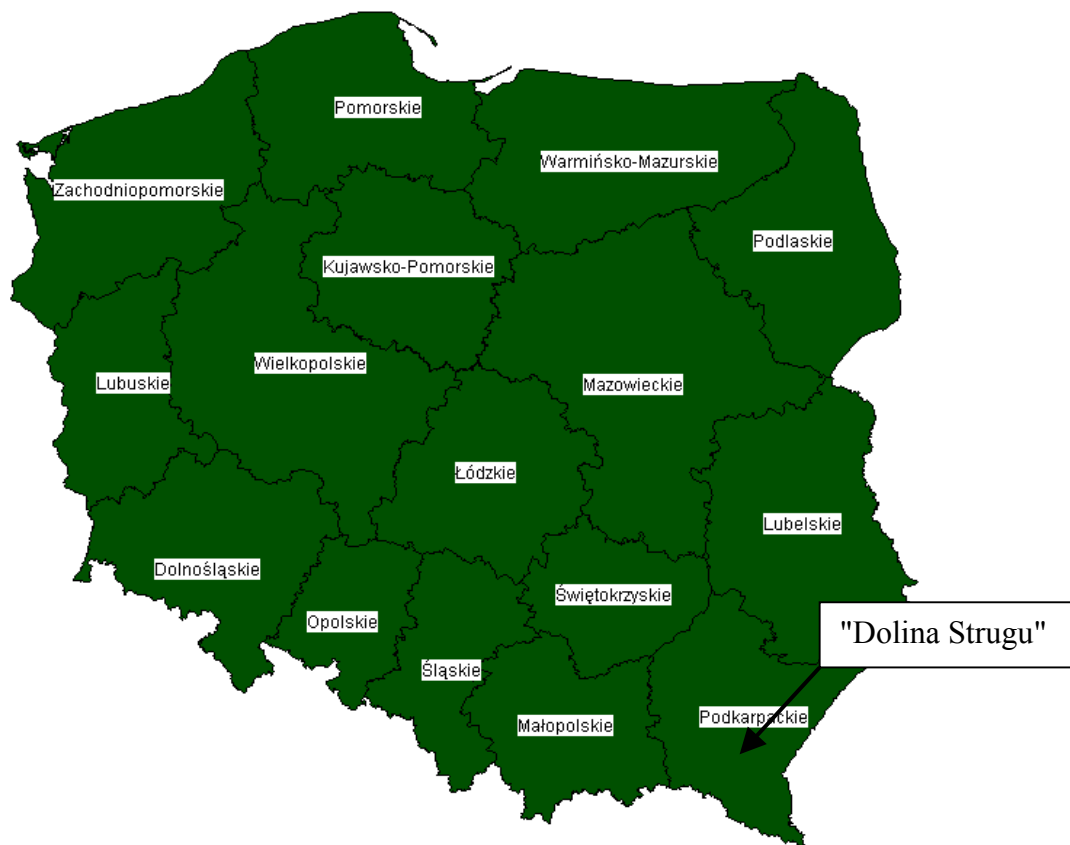 Pomorskie
Warmińsko-Mazurskie
Zachodniopomorskie
Podlaskie
Kujawsko-Pomorskie
Wielkopolskie
Lubuskie
Mazowieckie
Łódzkie
Lubelskie
Dolnośląskie
Świętokrzyskie
Opolskie
"Dolina Strugu"
Śląskie
Podkarpackie
Małopolskie